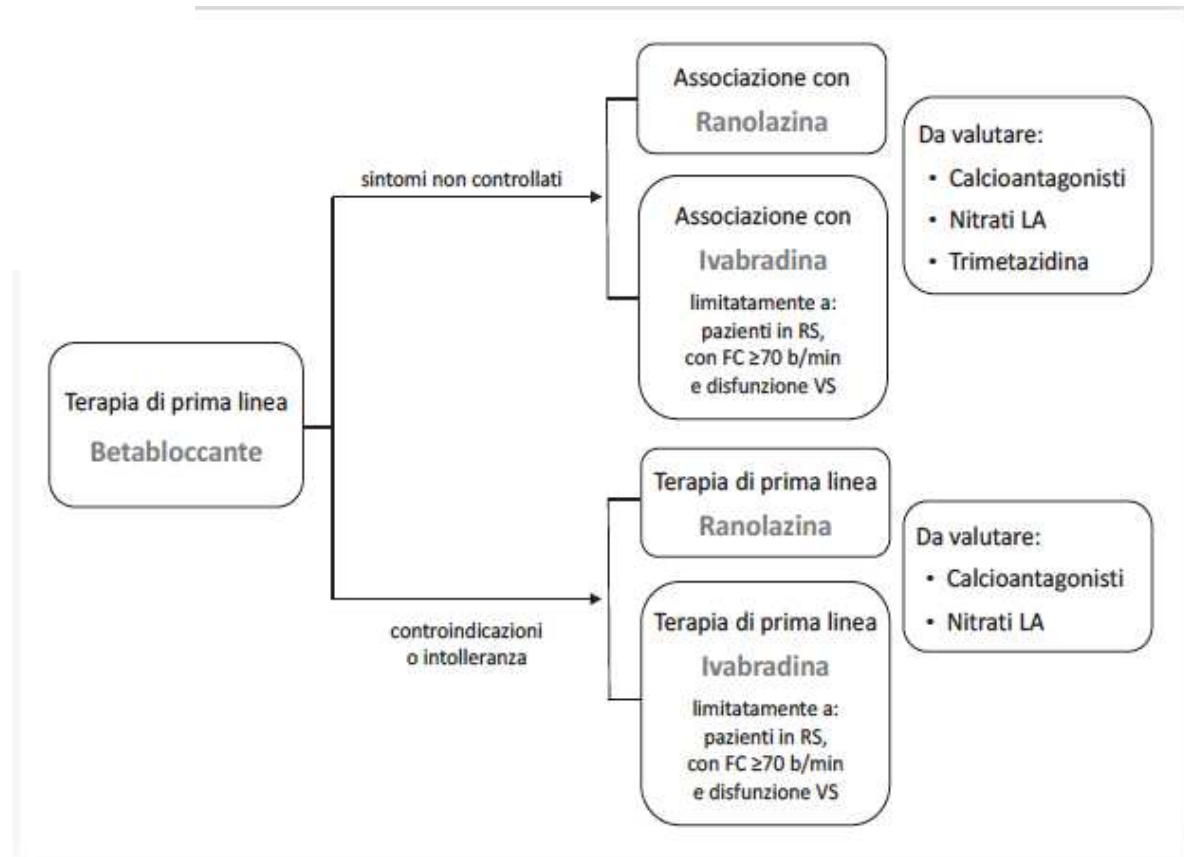 Terapia di prima linea
Betabloccante
sintomi non controllati
Associazione con
Ranolazina
Associazione con
Ivabradina
limitatamente a:
pazienti in RS,
con FC ≥70 b/min
e disfunzione VS
Da valutare:
• Calcioantagonisti
• Nitrati LA
• Trimetazidina
controindicazioni
o intolleranza
Terapia di prima linea
Ranolazina
Terapia di prima linea
Ivabradina
limitatamente a:
pazienti in RS,
con FC ≥70 b/min
e disfunzione VS
Da valutare:
• Calcioantagonisti
• Nitrati LA